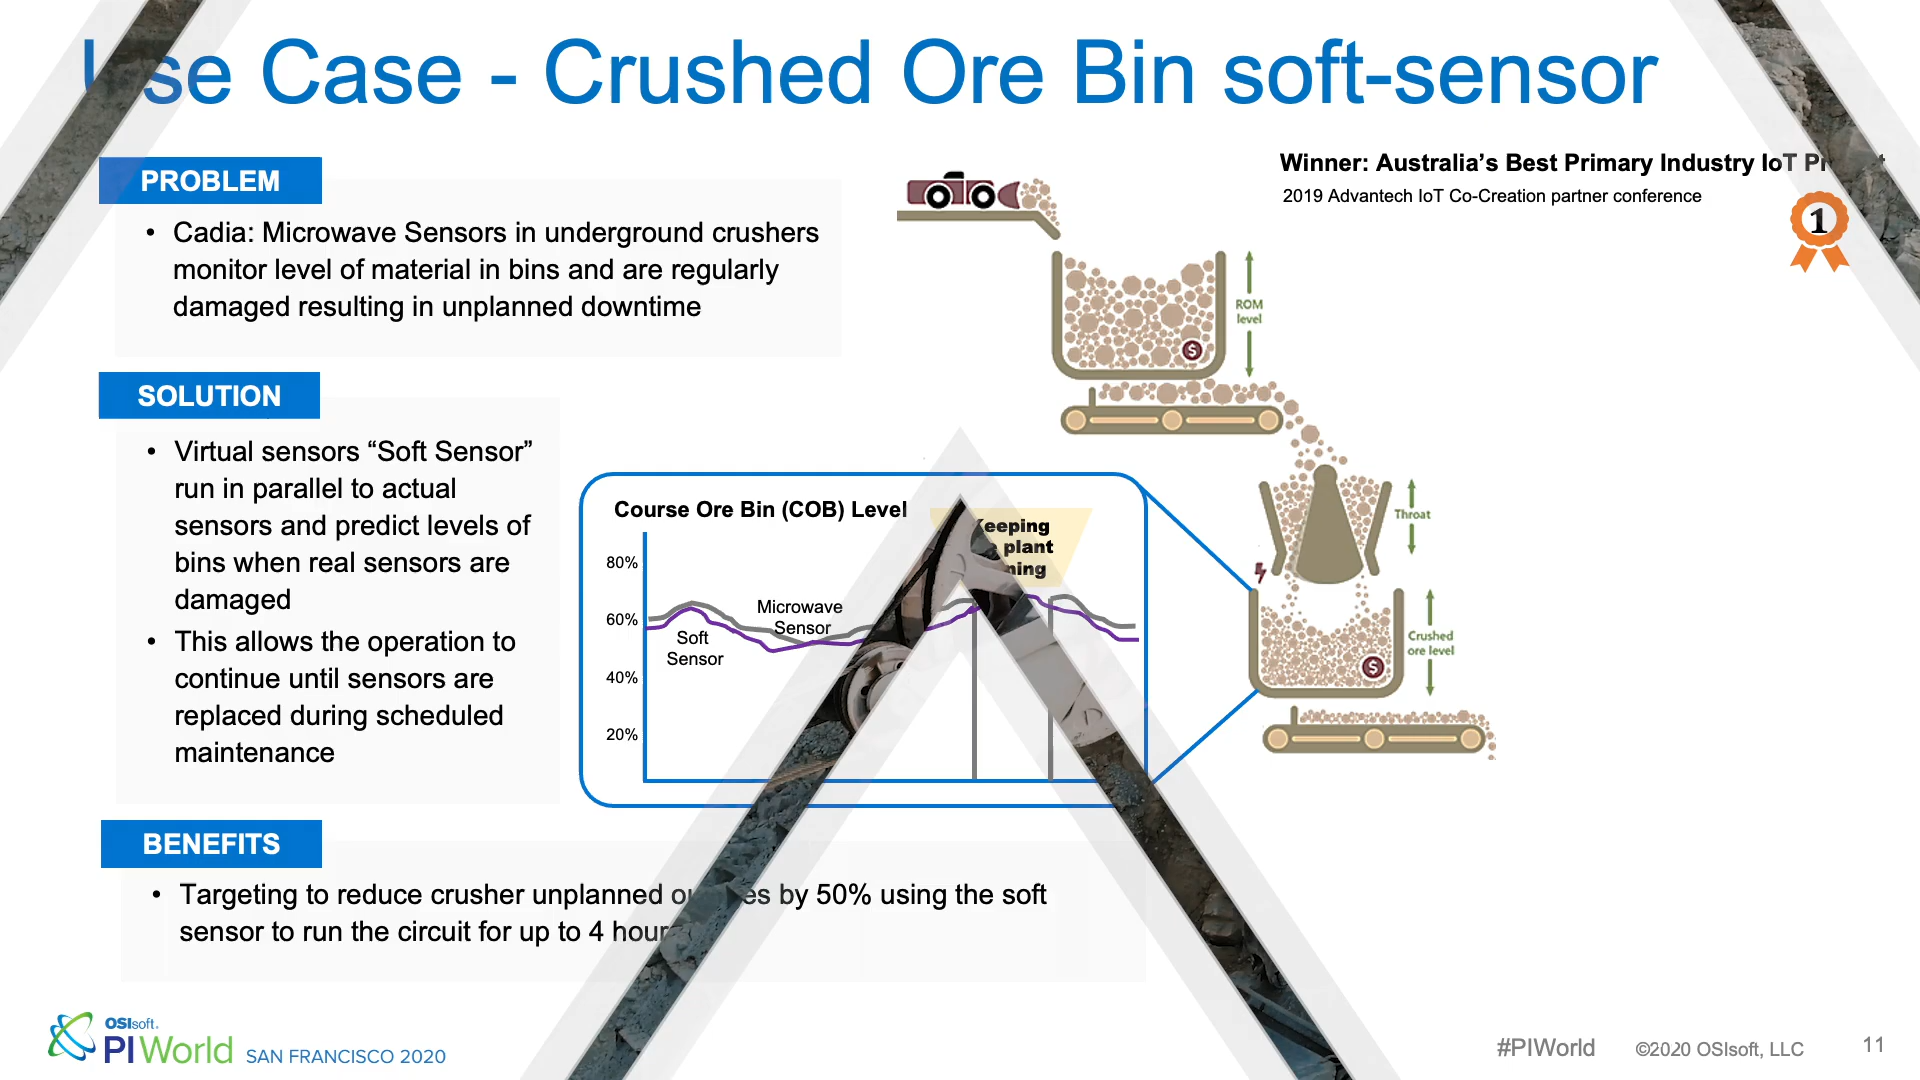 Use Case - Crushed Ore Bin soft-sensor
PROBLEM
• Cadia: Microwave Sensors in underground crushers
monitor level of material in bins and are regularly
damaged resulting in unplanned downtime
SOLUTION
• Virtual sensors “Soft Sensor”
run in parallel to actual
sensors and predict levels of
bins when real sensors are
damaged
• This allows the operation to
continue until sensors are
replaced during scheduled
maintenance
BENEFITS
• Targeting to reduce crusher unplanned by 50% using the soft
sensor to run the circuit for up to 4
Winner: Australia’s Best Primary Industry IoT
2019 Advantech IoT Co-Creation partner conference
1
ROM
level
$
Throat
Crushed
ore level
$
Course Ore Bin (COB) Level
Keeping
plant
80%
60%
40%
20%
Microwave
Sensor
Soft
Sensor
OSIsoft.
PI World SAN FRANCISCO 2020
#PIWorld
©2020 OSIsoft, LLC
11